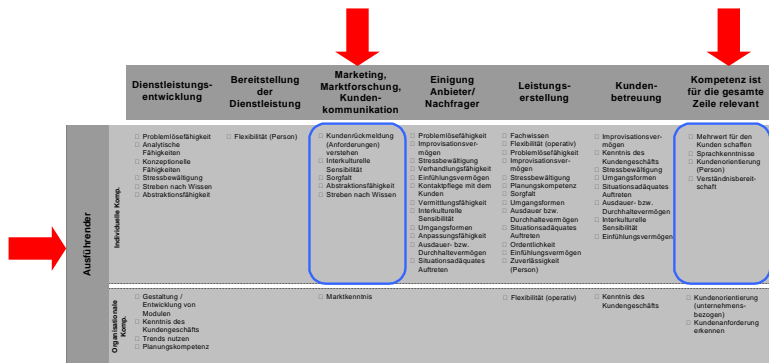 Dienstleistungs-
entwicklung
Bereitstellung
der
Dienstleistung
Marketing,
Marktforschung,
Kunden-
kommunikation
Einigung
Anbieter/
Nachfrager
Leistungs-
erstellung
Kunden-
betreuung
Kompetenz ist
für die gesamte
Zeile relevant
Ausführender
Individuelle Komp.
□ Problemlösefähigkeit
□ Analytische
Fähigkeiten
□ Konzeptionelle
Fähigkeiten
□ Stressbewältigung
□ Streben nach Wissen
□ Abstraktionsfähigkeit
□ Flexibilität (Person)
□ Kundenrückmeldung
(Anforderungen)
verstehen
□ Interkulturelle
Sensibilität
□ Sorgfalt
□ Abstraktionsfähigkeit
□ Streben nach Wissen
□ Problemlösefähigkeit
□ Improvisationsver-
mögen
□ Stressbewältigung
□ Verhandlungsfähigkeit
□ Einfühlungsvermögen
□ Kontaktpflege mit dem
Kunden
□ Vermittlungsfähigkeit
□ Interkulturelle
Sensibilität
□ Umgangsformen
□ Anpassungsfähigkeit
□ Ausdauer- bzw.
Durchhaltevermögen
□ Situationsadäquates
Auftreten
□ Fachwissen
□ Flexibilität (operativ)
□ Problemlösefähigkeit
□ Improvisationsver-
mögen
□ Stressbewältigung
□ Planungskompetenz
□ Sorgfalt
□ Umgangsformen
□ Ausdauer bzw.
Durchhaltevermögen
□ Situationsadäquates
Auftreten
□ Ordentlichkeit
□ Einfühlungsvermögen
□ Zuverlässigkeit
(Person)
□ Improvisationsver-
mögen
□ Kenntnis des
Kundengeschäfts
□ Stressbewältigung
□ Umgangsformen
□ Situationsadäquates
Auftreten
□ Ausdauer- bzw.
Durchhaltevermögen
□ Interkulturelle
Sensibilität
□ Einfühlungsvermögen
□ Mehrwert für den
Kunden schaffen
□ Sprachkenntnisse
□ Kundenorientierung
(Person)
□ Verständnisbereit-
schaft
Organisationale
Komp.
□ Gestaltung /
Entwicklung von
Modulen
□ Kenntnis des
Kundengeschäfts
□ Trends nutzen
□ Planungskompetenz
□ Marktkenntnis
□ Flexibilität (operativ)
□ Kenntnis des
Kundengeschäfts
□ Kundenorientierung
(unternehmens-
bezogen)
□ Kundenanforderung
erkennen